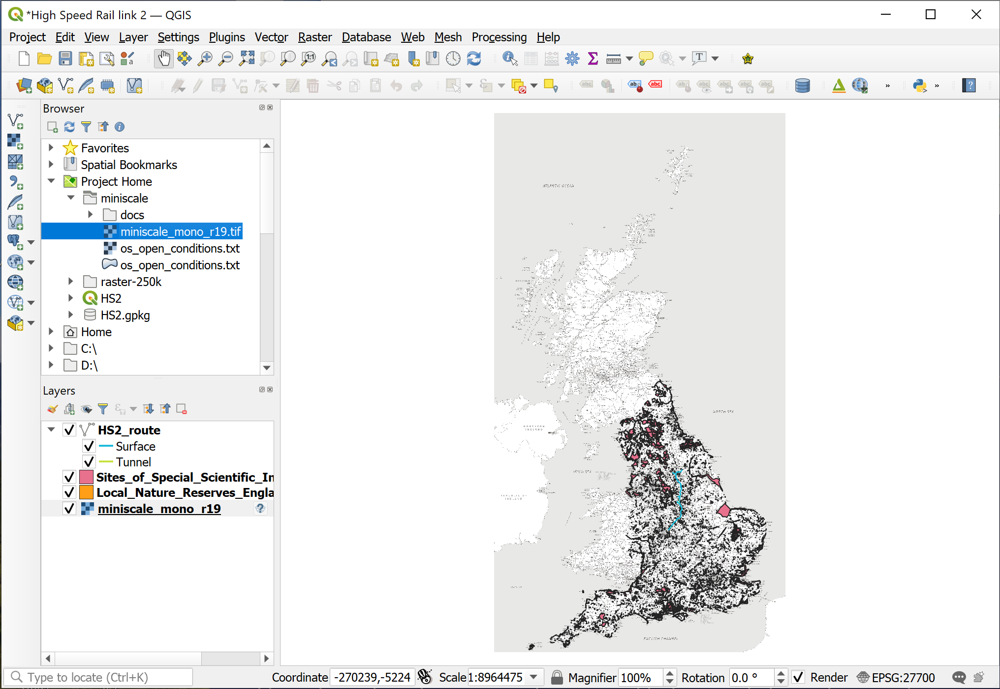 *High Speed Rail link 2 — QGIS
Project Edit View Layer Settings Plugins Vector Raster Database Web Mesh Processing Help
Browser
Favorites
Spatial Bookmarks
Project Home
miniscale
docs
miniscale_mono_r19.tif
os_open_conditions.txt
os_open_conditions.txt
raster-250k
HS2
HS2.gpkg
Home
C:\
D:\
Layers
HS2_route
Surface
Tunnel
Sites_of_Special_Scientific_In
Local_Nature_Reserves_Engla
miniscale_mono_r19
ATLANTIC OCEAN
NORTH SEA
NORTHERN IRELAND
IRISH SEA
REPUBLIC OF IRELAND
ENGLISH CHANNEL
Type to locate (Ctrl+K) Coordinate -270239,-5224 Scale 1:8964475 Magnifier 100% Rotation 0.0 ° Render EPSG:27700